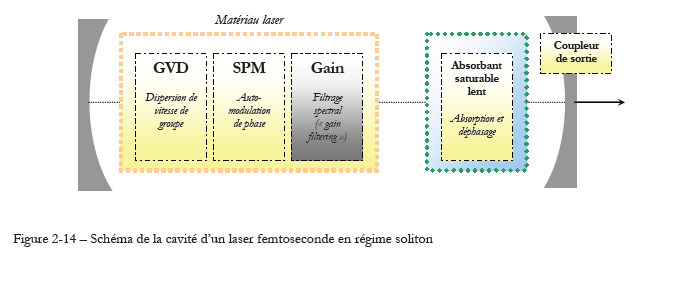 Matériau laser
GVD
Dispersion de
vitesse de
groupe
SPM
Auto-
modulation
de phase
Gain
Filtrage
spectral
(« gain
filtering »)
Absorbant
saturable
lent
Absorption et
déphasage
Coupleur
de sortie
Figure 2-14 – Schéma de la cavité d’un laser femtoseconde en régime soliton